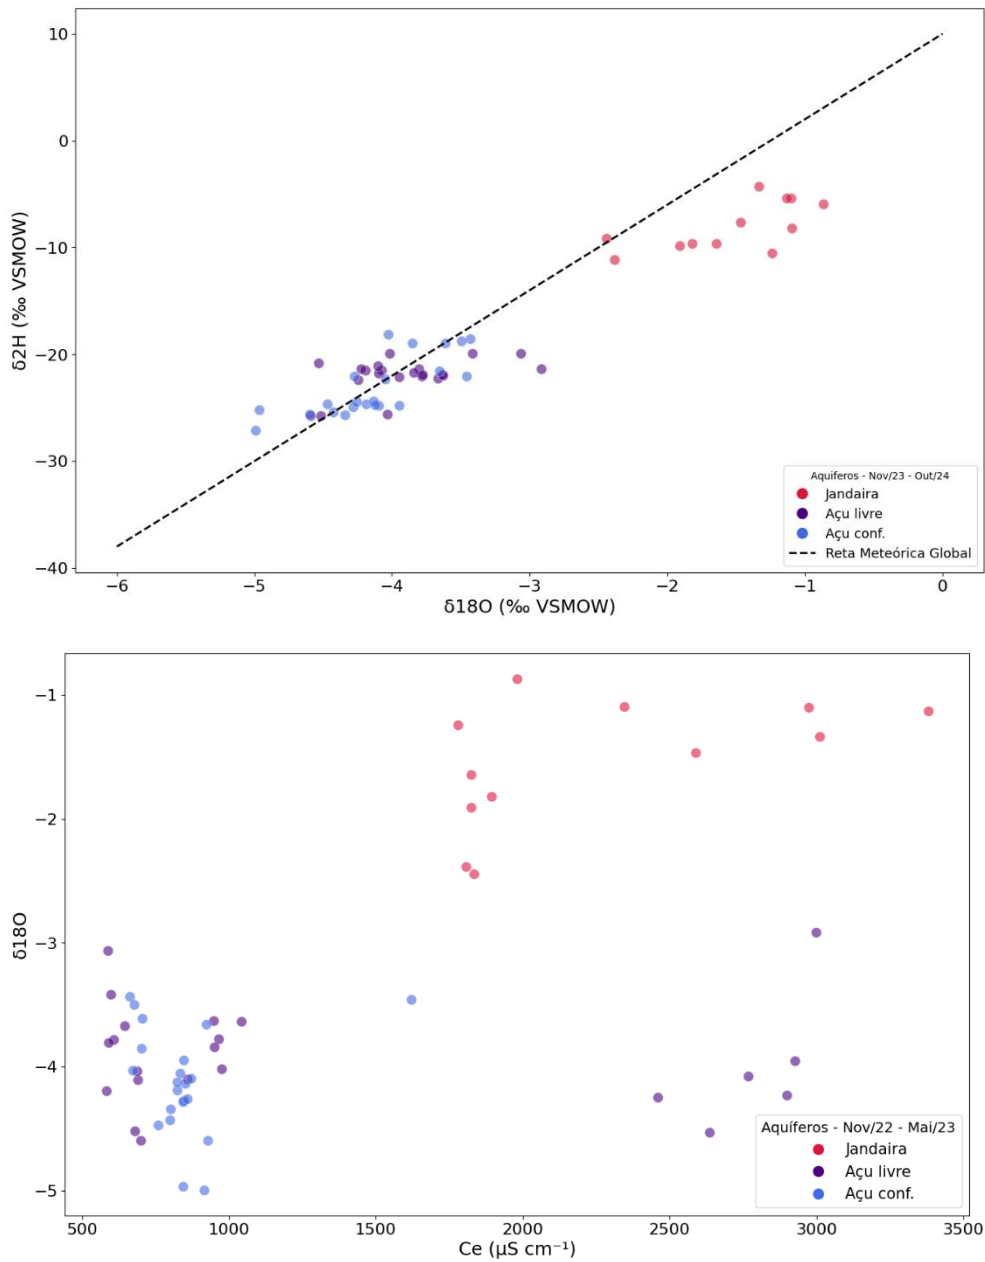 10
0
−10
−20
−30
−40
δ2H (‰ VSMOW)
−6 −5 −4 −3 −2 −1 0
δ18O (‰ VSMOW)
Aquiferos - Nov/23 - Out/24
Jandaira
Açu livre
Açu conf.
Reta Meteórica Global
−1
−2
−3
−4
−5
δ18O
500 1000 1500 2000 2500 3000 3500
Ce (μS cm⁻¹)
Aquíferos - Nov/22 - Mai/23
Jandaira
Açu livre
Açu conf.